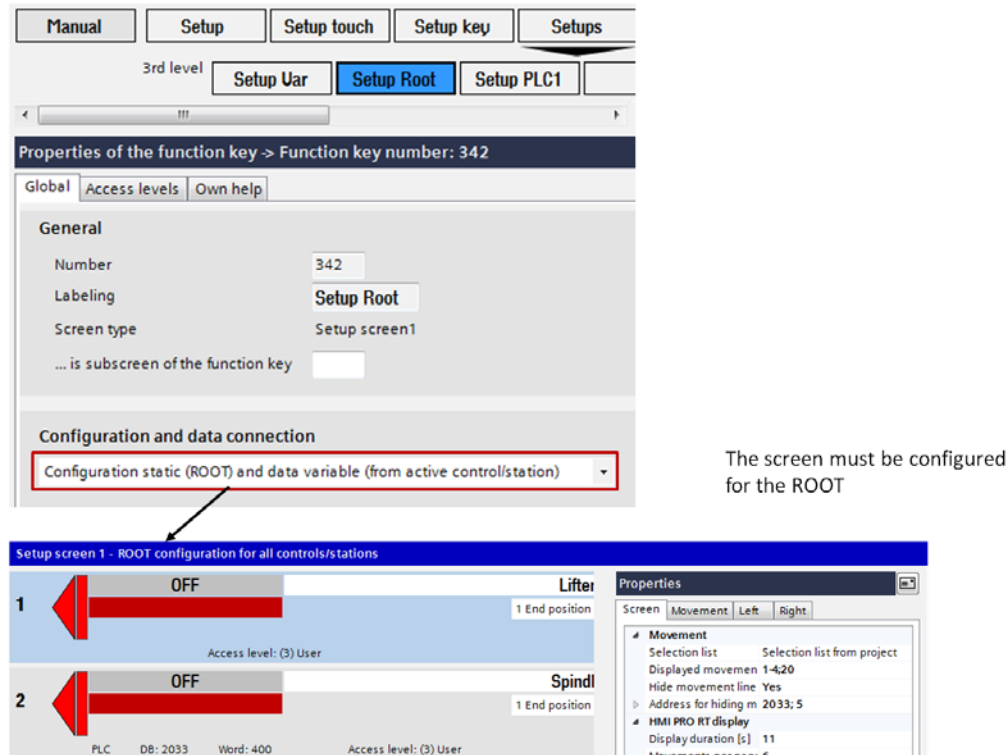 Manual Setup Setup touch Setup key Setups
3rd level Setup Var Setup Root Setup PLC1
Properties of the function key -> Function key number: 342
Global Access levels Own help
General
Number 342
Labeling Setup Root
Screen type Setup screen1
... is subscreen of the function key
Configuration and data connection
Configuration static (ROOT) and data variable (from active control/station)
The screen must be configured
for the ROOT
Setup screen 1 - ROOT configuration for all controls/stations
OFF Lifter
1
1 End position
Access level: (3) User
OFF Spindl
2
1 End position
PLC DB: 2033 Word: 400 Access level: (3) User
Properties
Screen Movement Left Right
Movement
Selection list Selection list from project
Displayed movemen 1-4;20
Hide movement line Yes
Address for hiding m 2033; 5
HMI PRO RT display
Display duration [s] 11